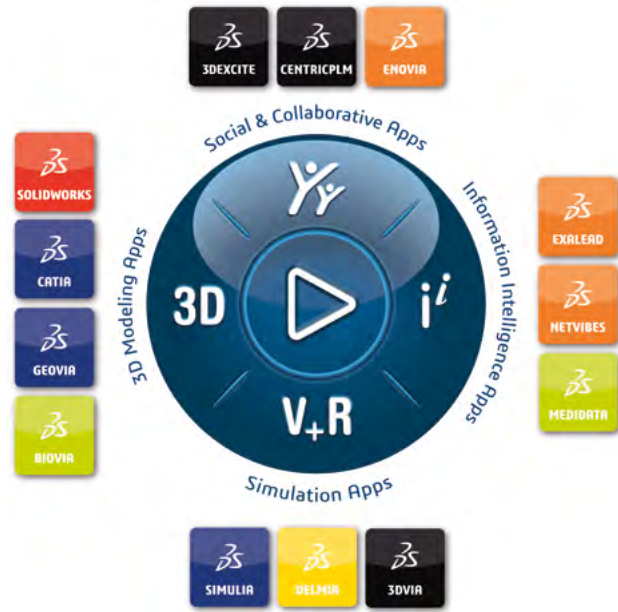 3DEXCITE
CENTRICPLM
ENOVIA
Social & Collaborative Apps
SOLIDWORKS
CATIA
GEOVIA
BIOVIA
3D Modeling Apps
3D
i i
V+R
Information Intelligence Apps
EXALEAD
NETVIBES
MEDIDATA
Simulation Apps
SIMULIA
DELMIA
3DVIA